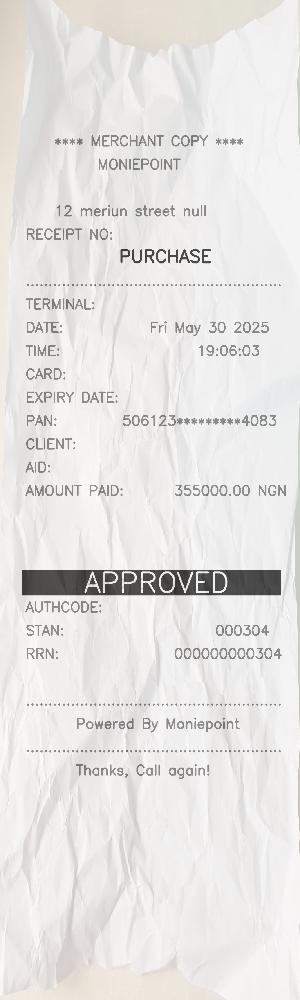 **** MERCHANT COPY ****
MONIEPOINT
12 meriun street null
RECEIPT NO:
PURCHASE
TERMINAL:
DATE: Fri May 30 2025
TIME: 19:06:03
CARD:
EXPIRY DATE:
PAN: 506123*********4083
CLIENT:
AID:
AMOUNT PAID: 355000.00 NGN
APPROVED
AUTHCODE:
STAN: 000304
RRN: 000000000304
Powered By Moniepoint
Thanks, Call again!